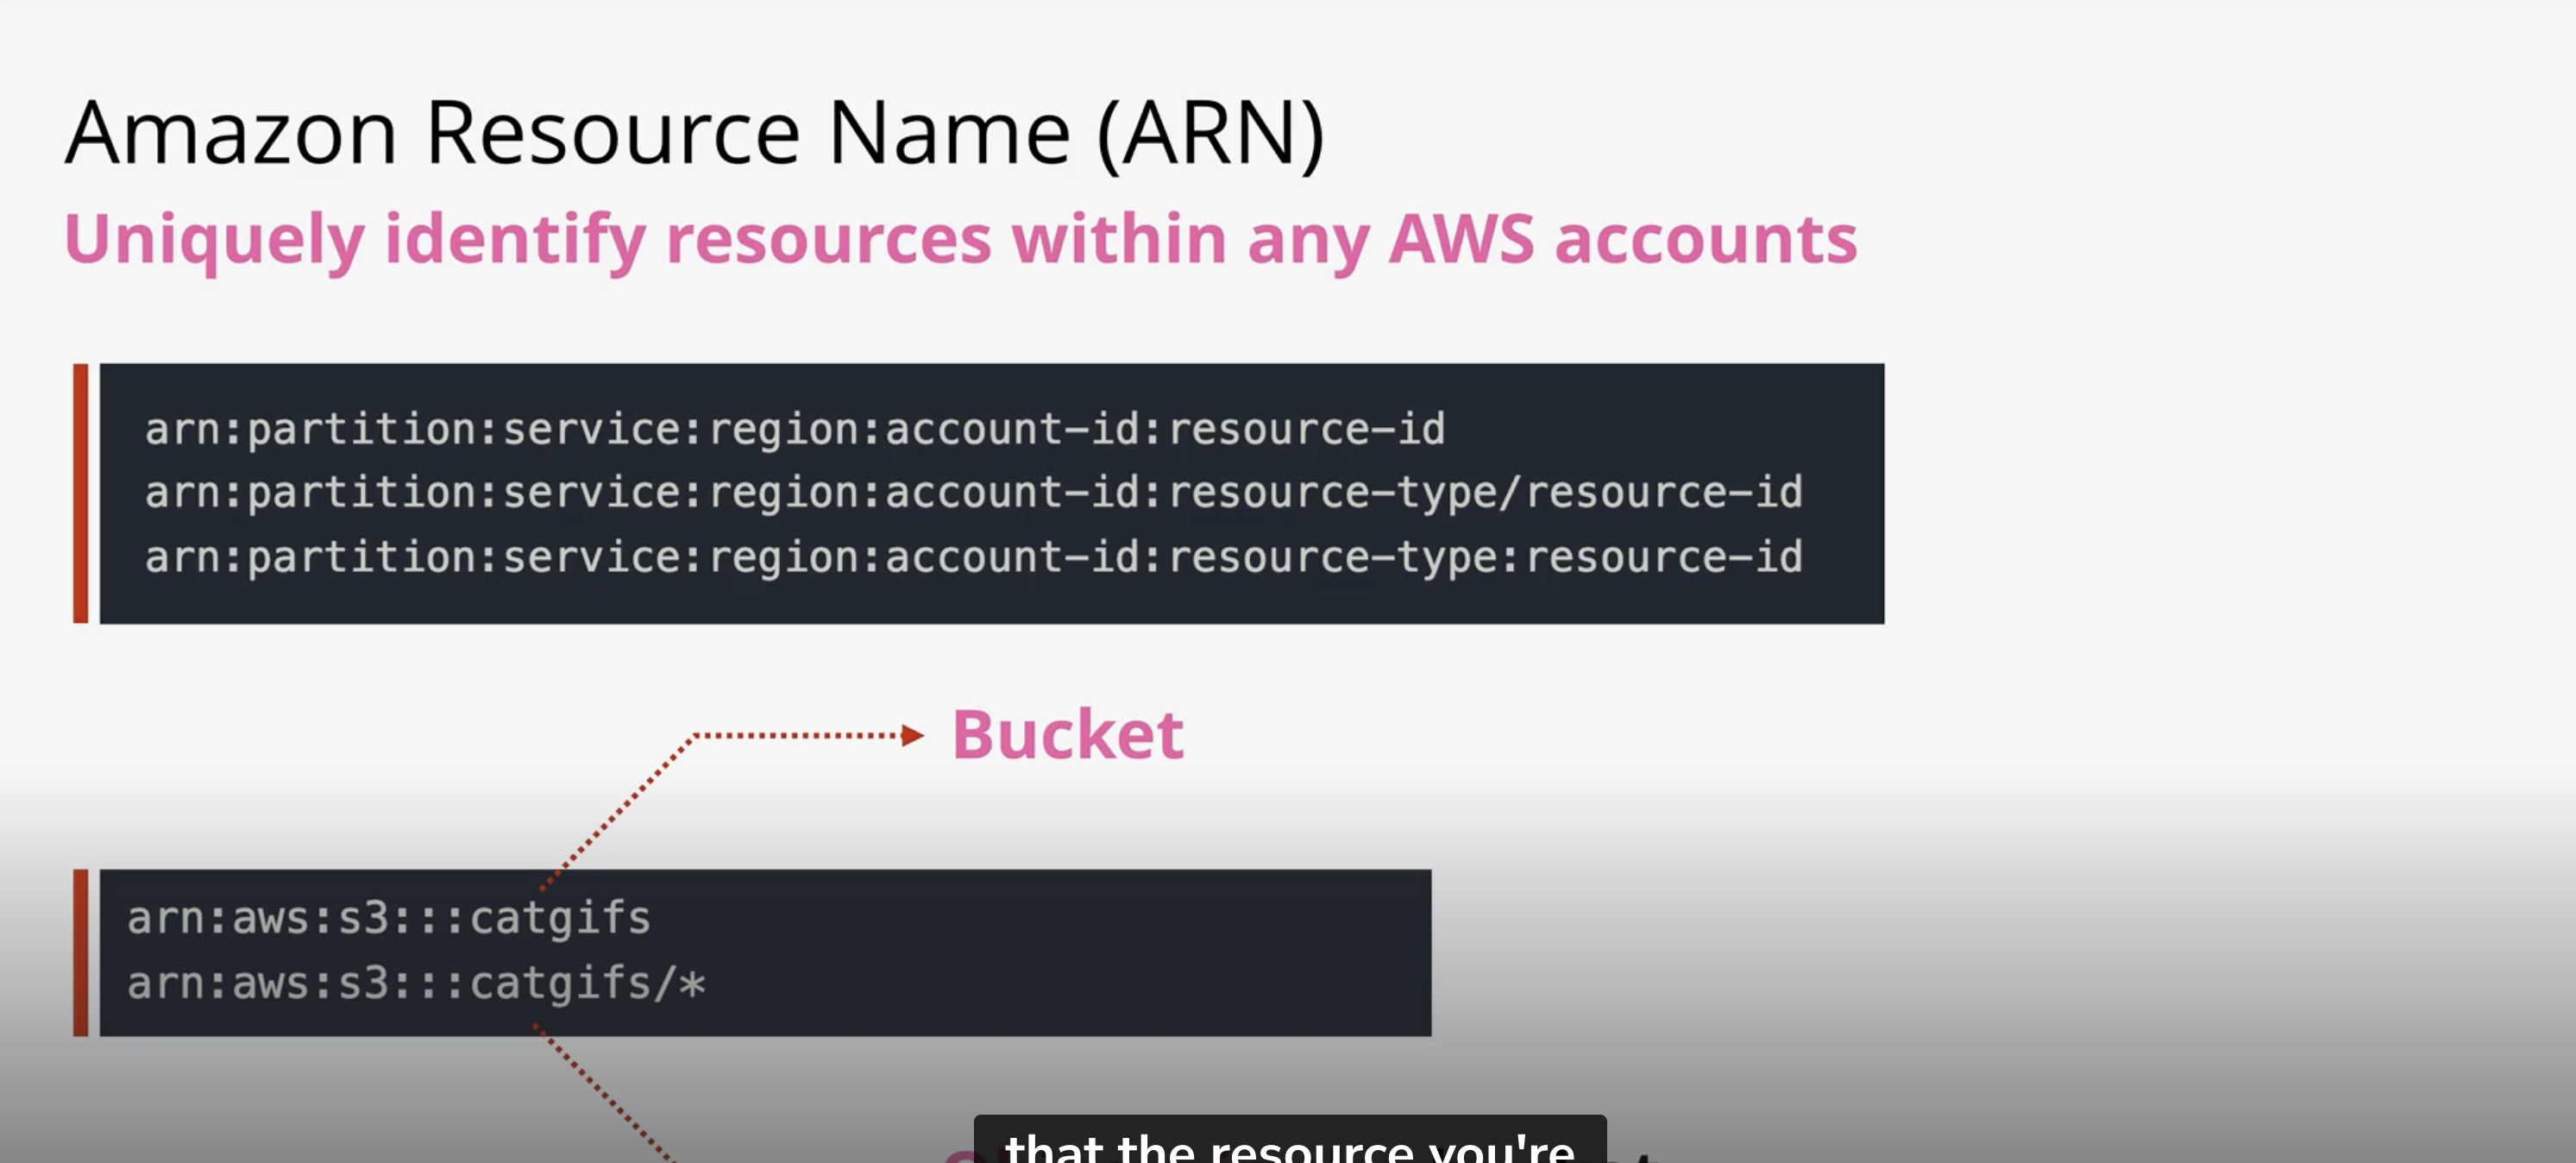 Amazon Resource Name (ARN)
Uniquely identify resources within any AWS accounts
arn:partition:service:region:account-id:resource-id
arn:partition:service:region:account-id:resource-type/resource-id
arn:partition:service:region:account-id:resource-type:resource-id
Bucket
arn:aws:s3:::catgifs
arn:aws:s3:::catgifs/*
that the resource you're